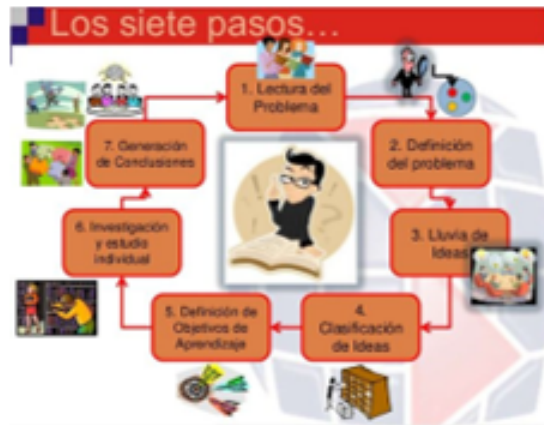 Los siete pasos...
1. Lectura del
Problema
2. Definición
del problema
3. Lluvia de
Ideas
4.
Clasificación
de Ideas
5. Definición de
Objetivos de
Aprendizaje
6. Investigación
y estudio
individual
7. Generación
de Conclusiones